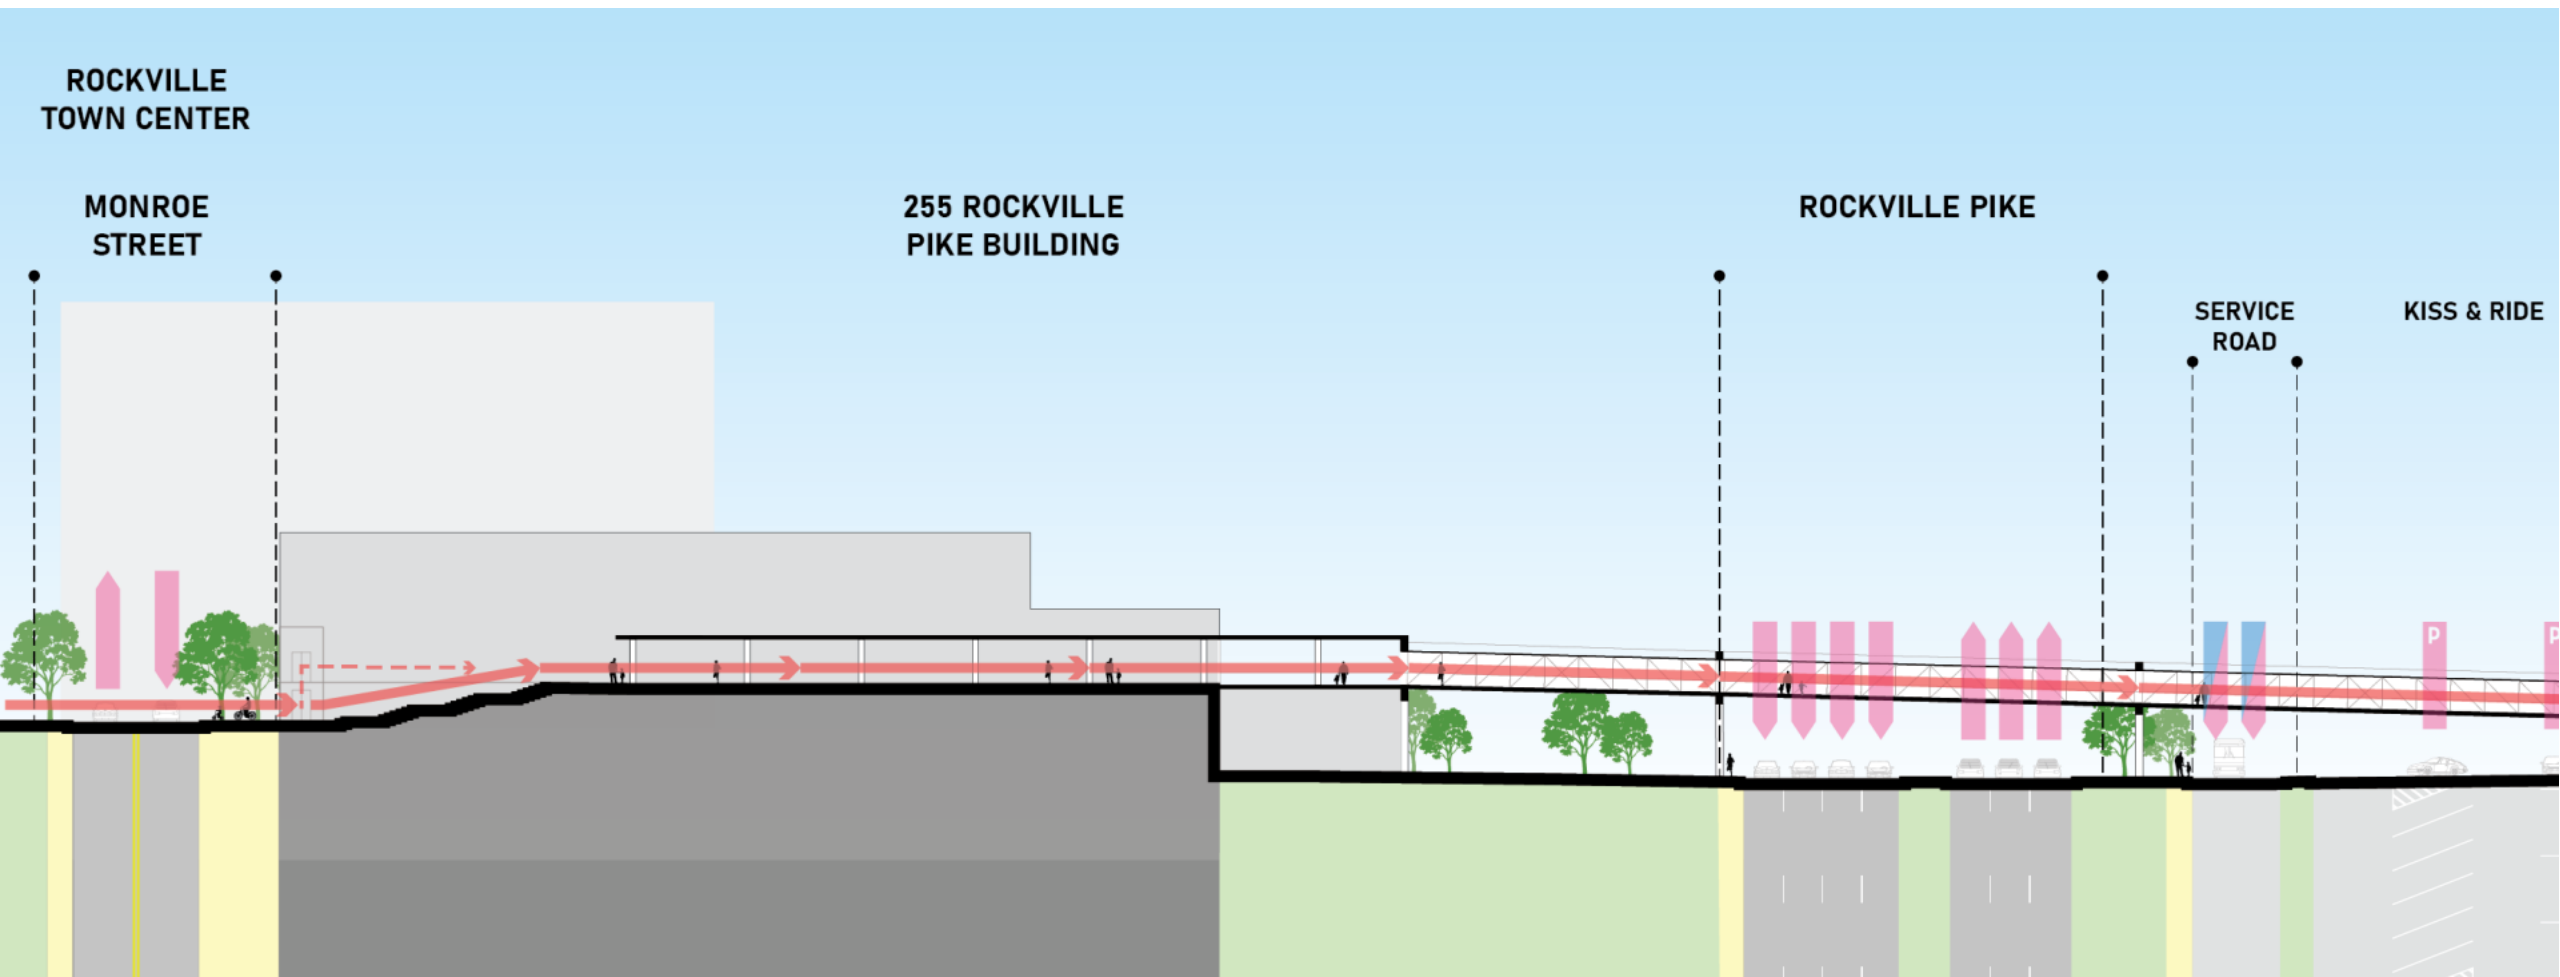 ROCKVILLE
TOWN CENTER
MONROE
STREET
255 ROCKVILLE
PIKE BUILDING
ROCKVILLE PIKE
SERVICE
ROAD
KISS & RIDE
P
P